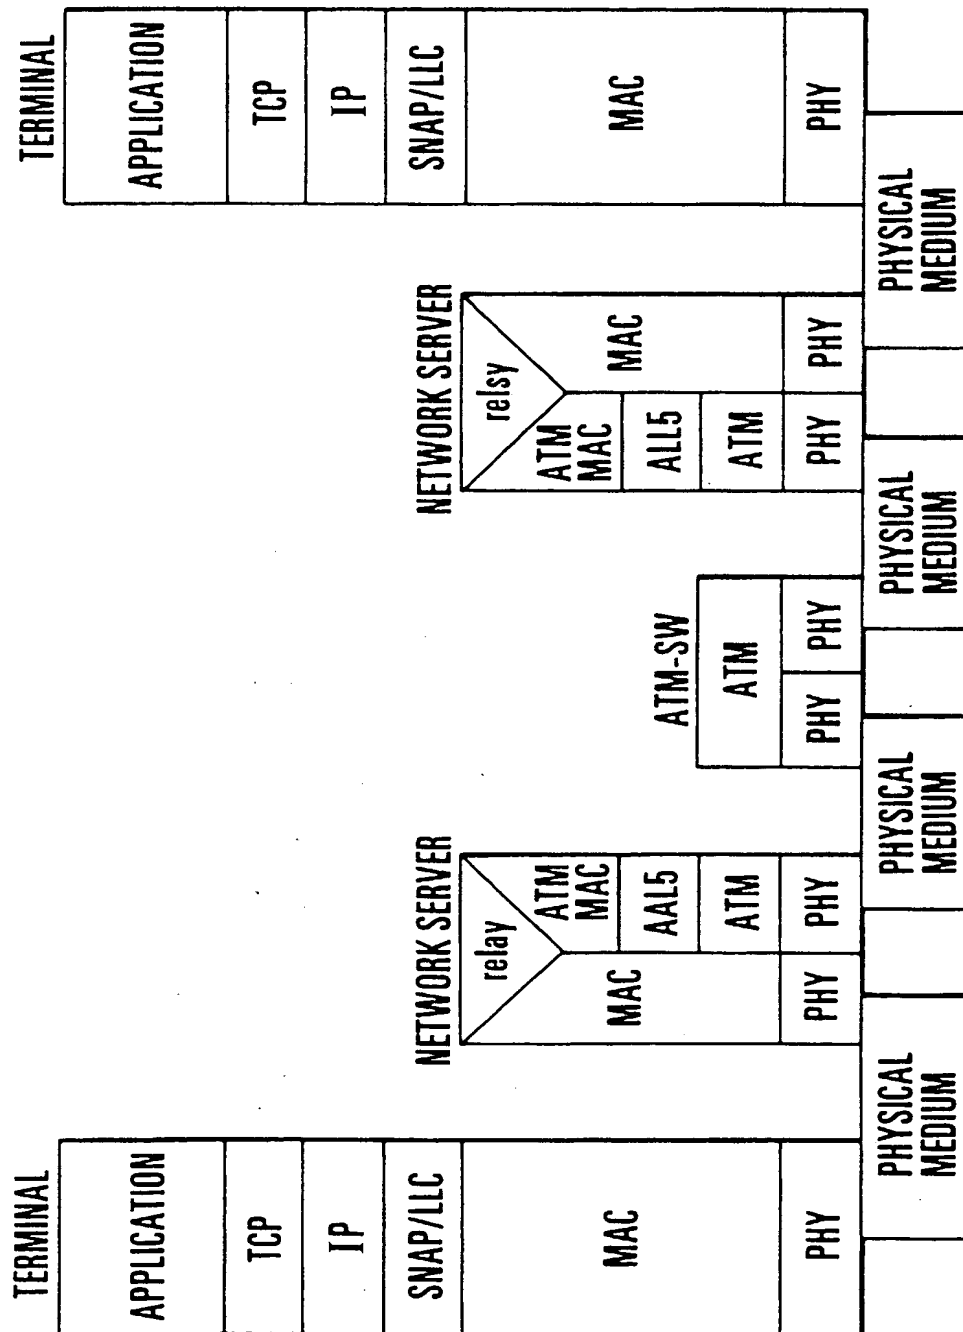 TERMINAL
APPLICATION
TCP
IP
SNAP/LLC
MAC
PHY
NETWORK SERVER
relay
MAC
PHY
ATM
MAC
AAL5
ATM
PHY
ATM-SW
ATM
PHY
PHY
NETWORK SERVER
relsy
ATM
MAC
ALL5
ATM
PHY
MAC
PHY
TERMINAL
APPLICATION
TCP
IP
SNAP/LLC
MAC
PHY
PHYSICAL
MEDIUM
PHYSICAL
MEDIUM
PHYSICAL
MEDIUM
PHYSICAL
MEDIUM